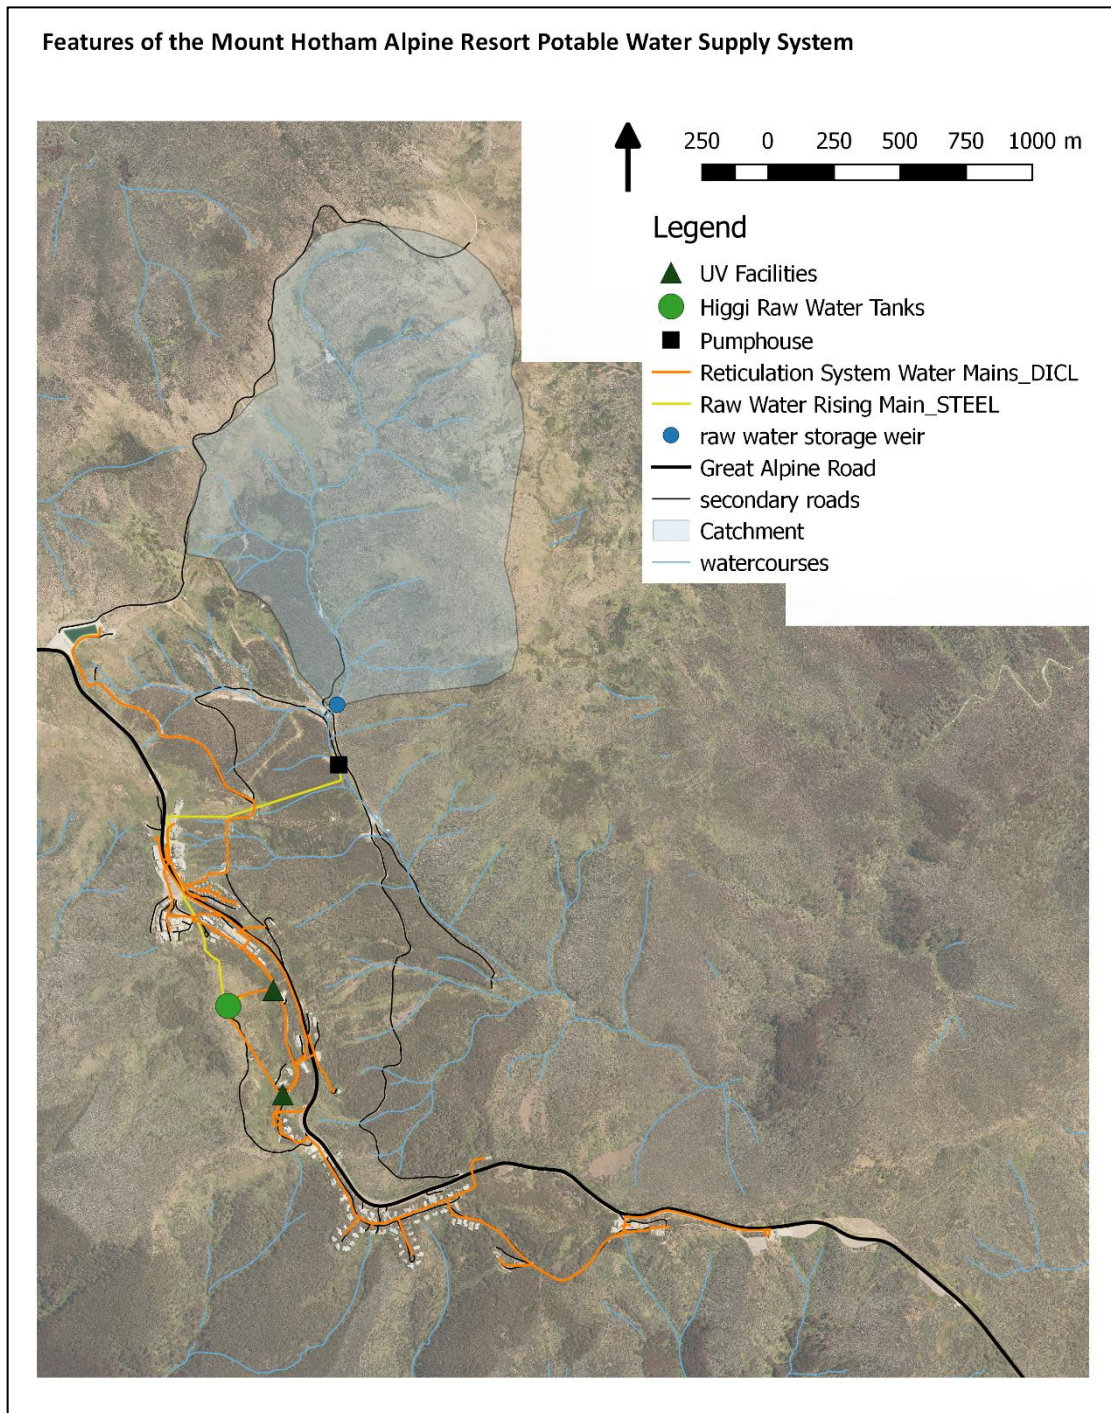 Features of the Mount Hotham Alpine Resort Potable Water Supply System
250 0 250 500 750 1000 m
Legend
UV Facilities
Higgi Raw Water Tanks
Pumphouse
Reticulation System Water Mains_DICL
Raw Water Rising Main_STEEL
raw water storage weir
Great Alpine Road
secondary roads
Catchment
watercourses